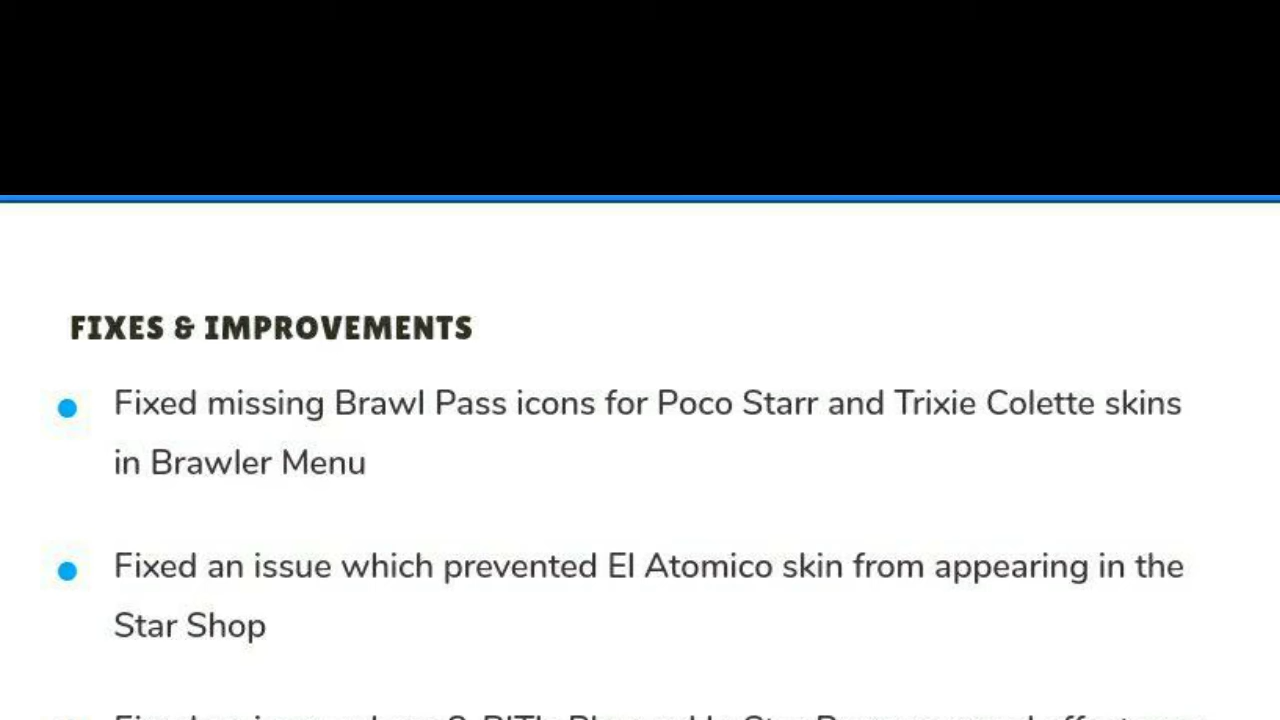 FIXES & IMPROVEMENTS
Fixed missing Brawl Pass icons for Poco Starr and Trixie Colette skins
in Brawler Menu
Fixed an issue which prevented El Atomico skin from appearing in the
Star Shop